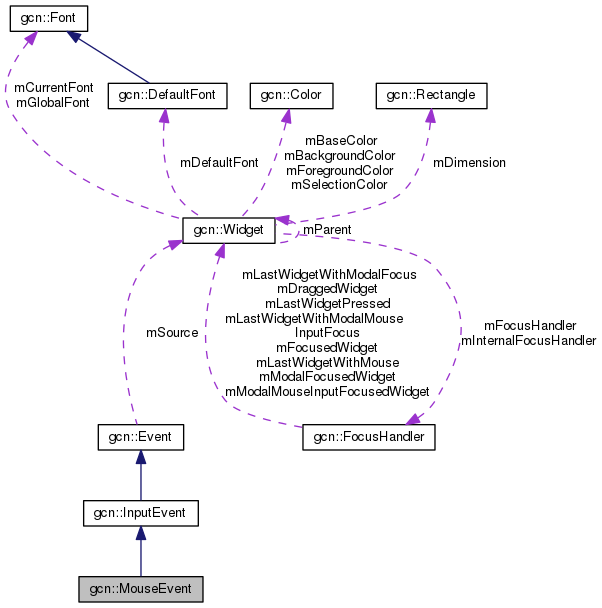 gcn::Font
mCurrentFont
mGlobalFont
gcn::DefaultFont
gcn::Color
gcn::Rectangle
mDefaultFont
mBaseColor
mBackgroundColor
mForegroundColor
mSelectionColor
mDimension
gcn::Widget
mParent
mSource
mLastWidgetWithModalFocus
mDraggedWidget
mLastWidgetPressed
mLastWidgetWithModalMouse
InputFocus
mFocusedWidget
mLastWidgetWithMouse
mModalFocusedWidget
mModalMouseInputFocusedWidget
mFocusHandler
mInternalFocusHandler
gcn::Event
gcn::FocusHandler
gcn::InputEvent
gcn::MouseEvent